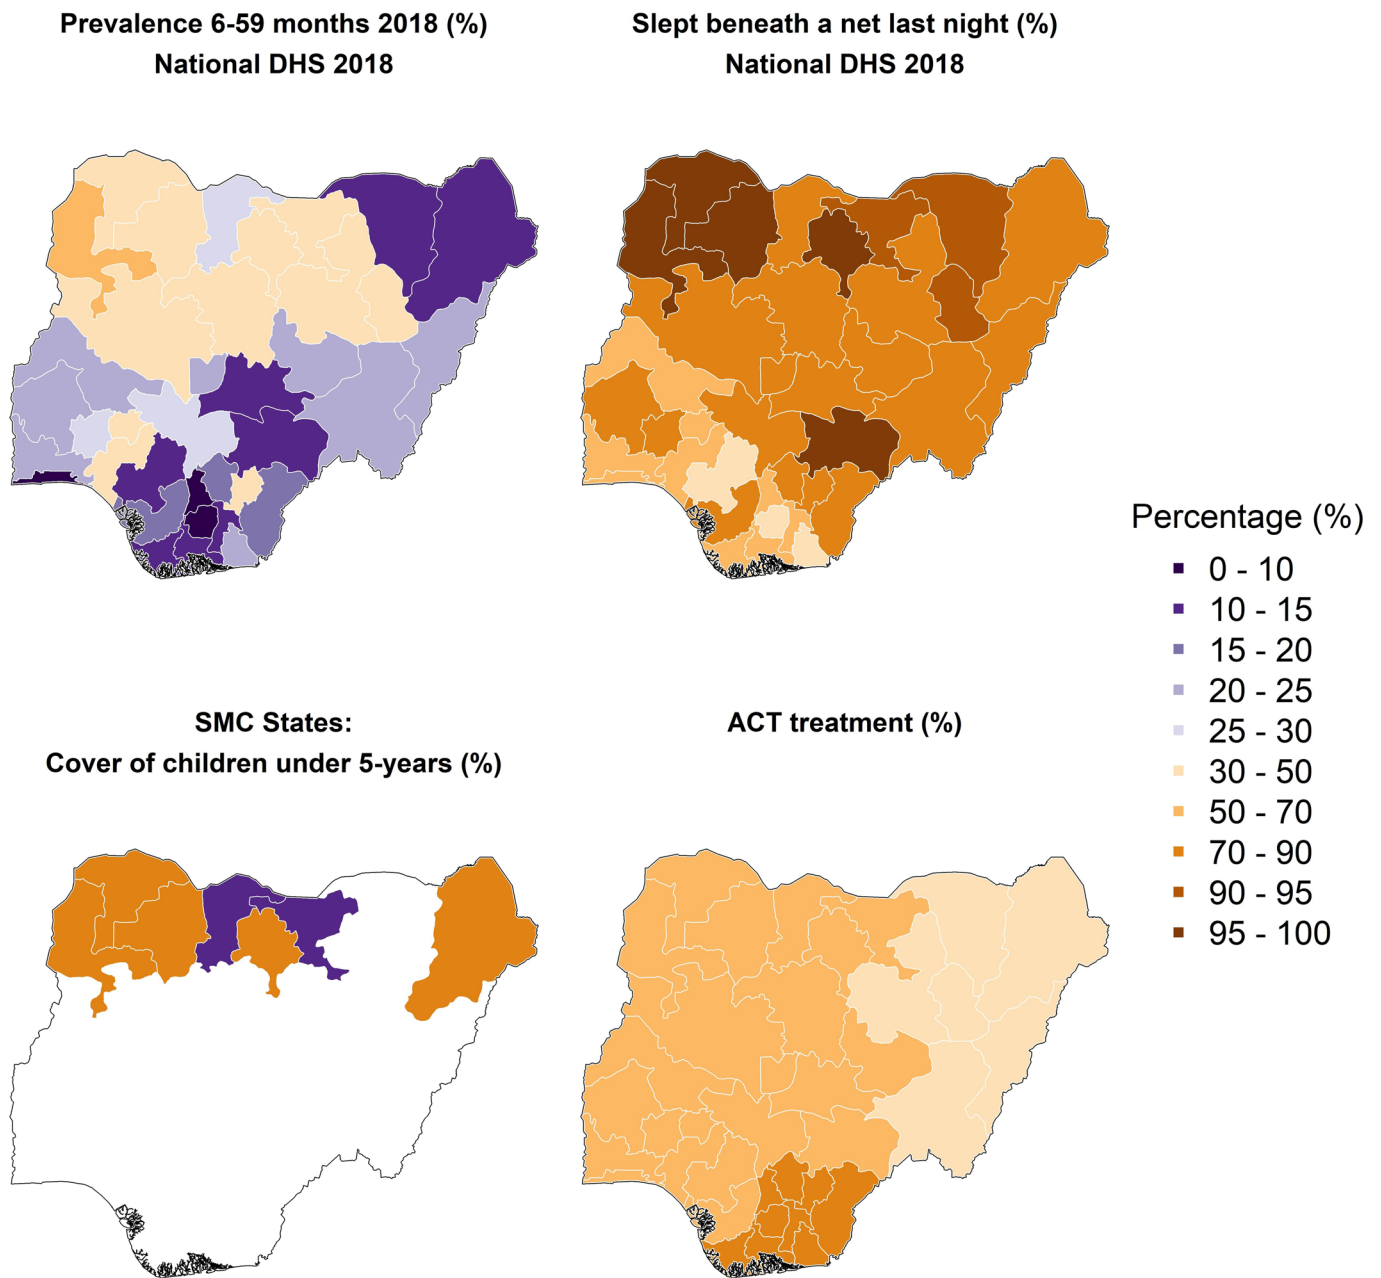 Prevalence 6-59 months 2018 (%)
National DHS 2018
Slept beneath a net last night (%)
National DHS 2018
SMC States:
Cover of children under 5-years (%)
ACT treatment (%)
Percentage (%)
0 - 10
10 - 15
15 - 20
20 - 25
25 - 30
30 - 50
50 - 70
70 - 90
90 - 95
95 - 100